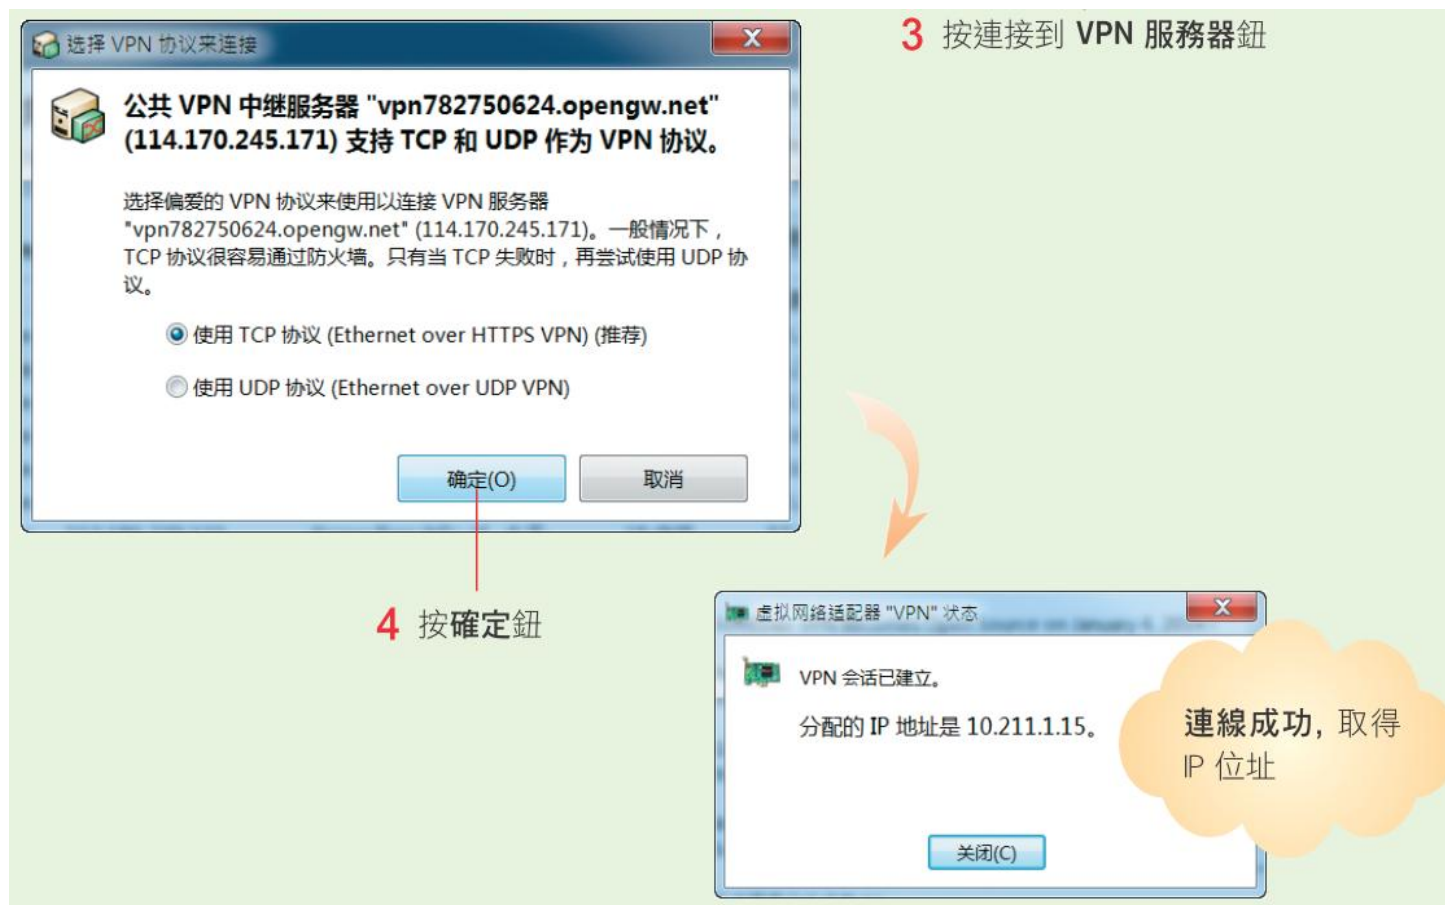 3 按連接到 VPN 服務器鈕
选择 VPN 协议来连接
公共 VPN 中继服务器 "vpn782750624.opengw.net"
(114.170.245.171) 支持 TCP 和 UDP 作为 VPN 协议。
选择偏爱的 VPN 协议来使用以连接 VPN 服务器
"vpn782750624.opengw.net" (114.170.245.171)。一般情况下，
TCP 协议很容易通过防火墙。只有当 TCP 失败时，再尝试使用 UDP 协
议。
使用 TCP 协议 (Ethernet over HTTPS VPN) (推荐)
使用 UDP 协议 (Ethernet over UDP VPN)
确定(O) 取消
4 按確定鈕
虚拟网络适配器 "VPN" 状态
VPN 会话已建立。
分配的 IP 地址是 10.211.1.15。
关闭(C)
連線成功, 取得
IP 位址